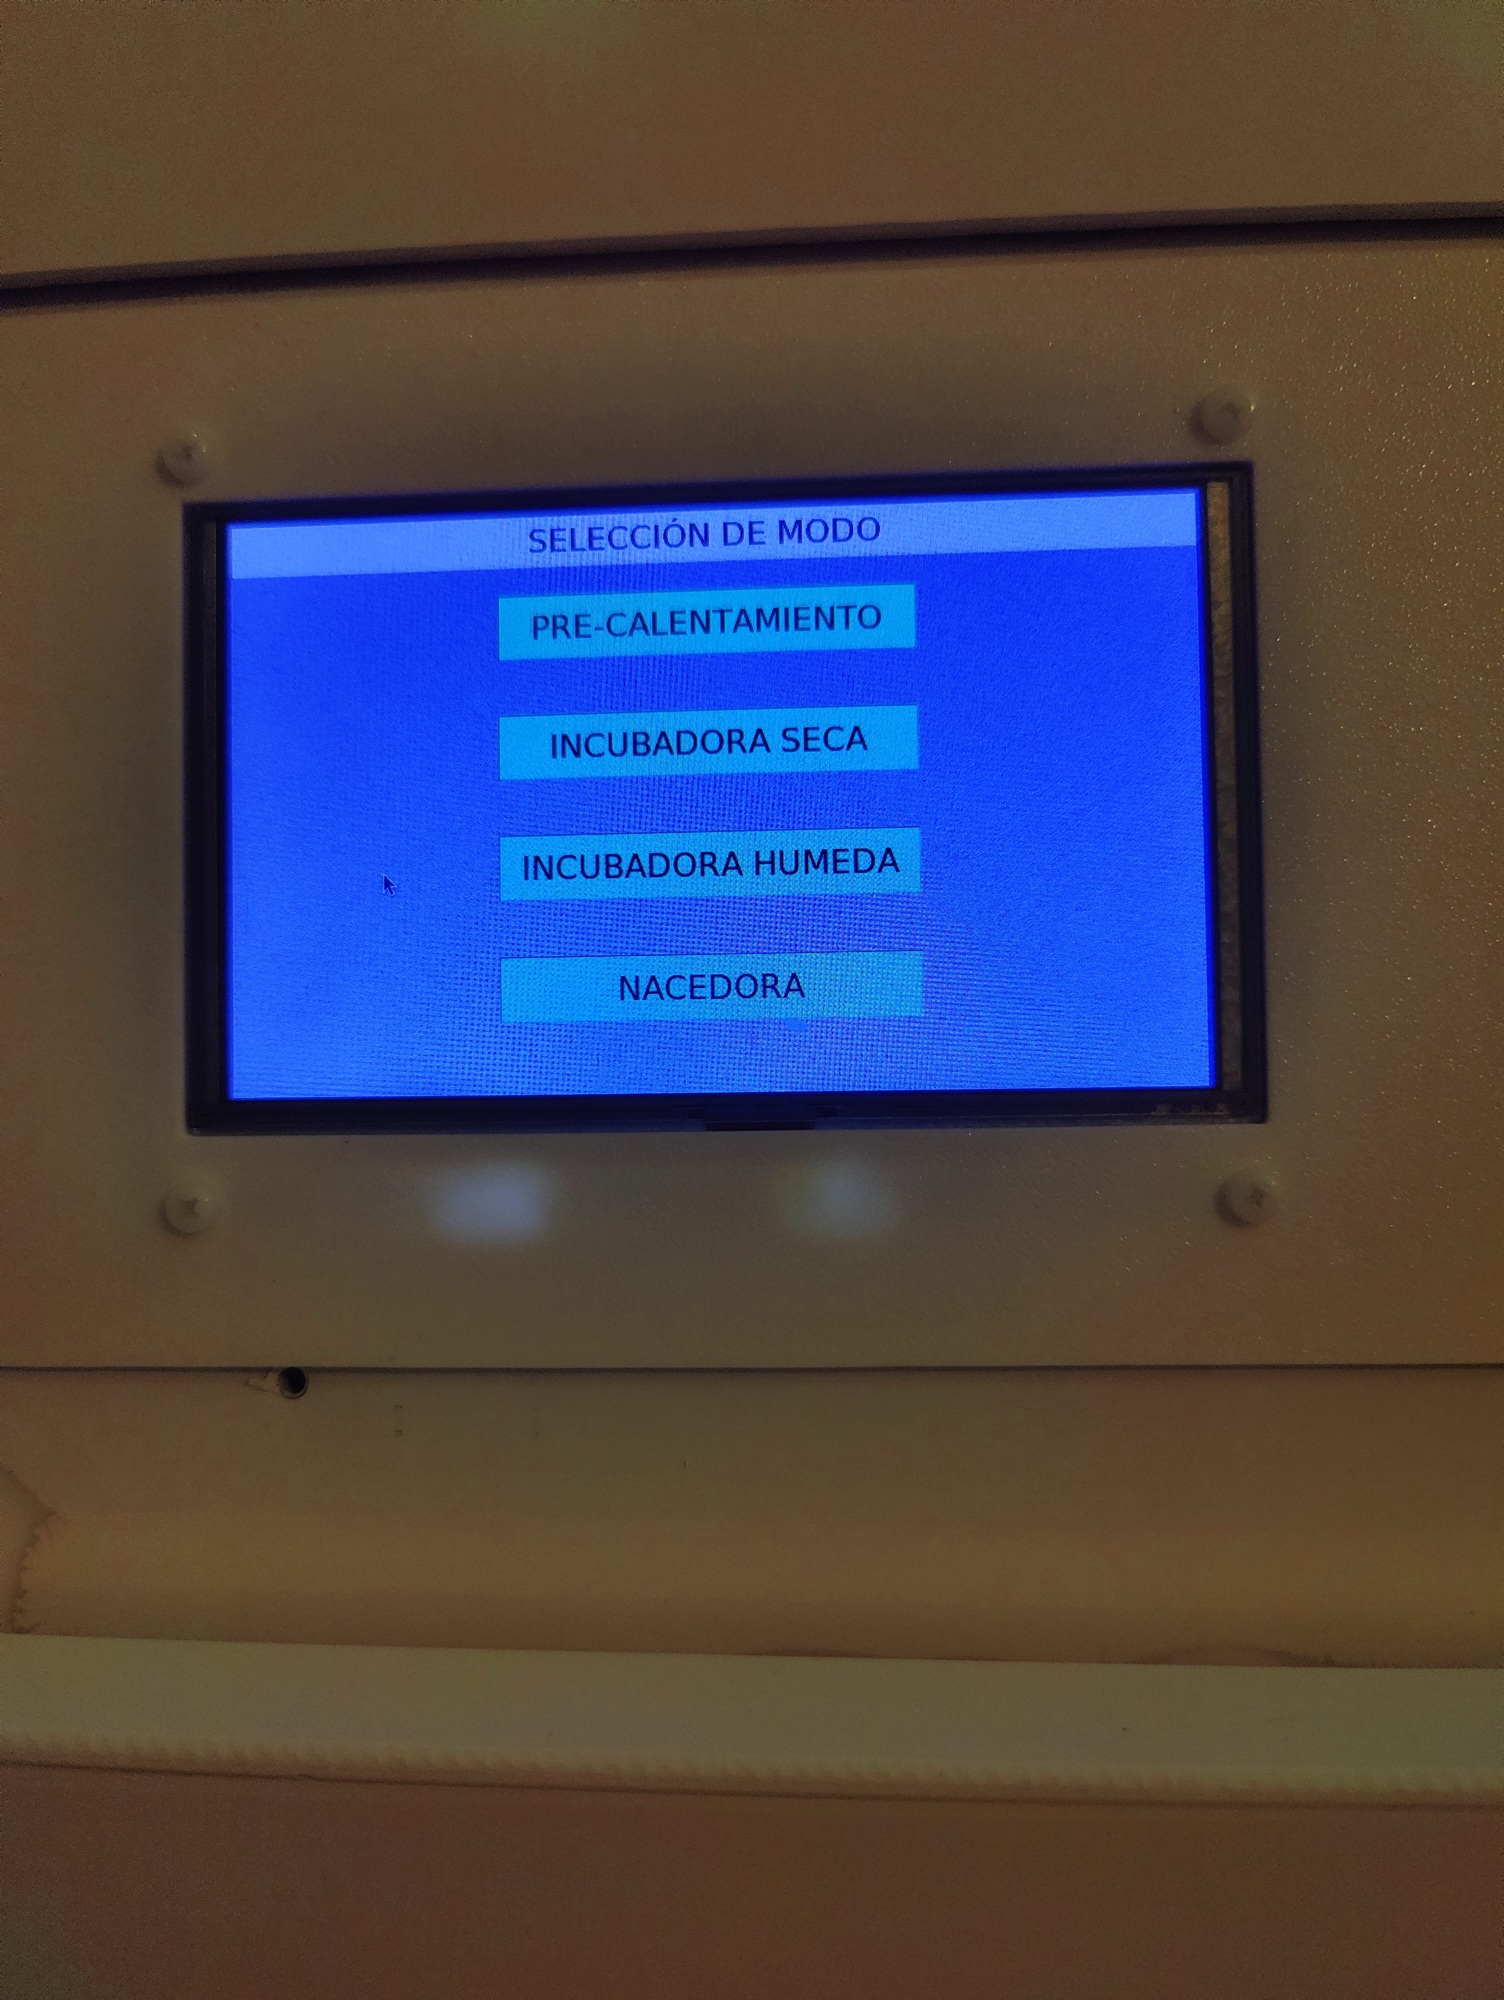 SELECCIÓN DE MODO
PRE-CALENTAMIENTO
INCUBADORA SECA
INCUBADORA HUMEDA
NACEDORA